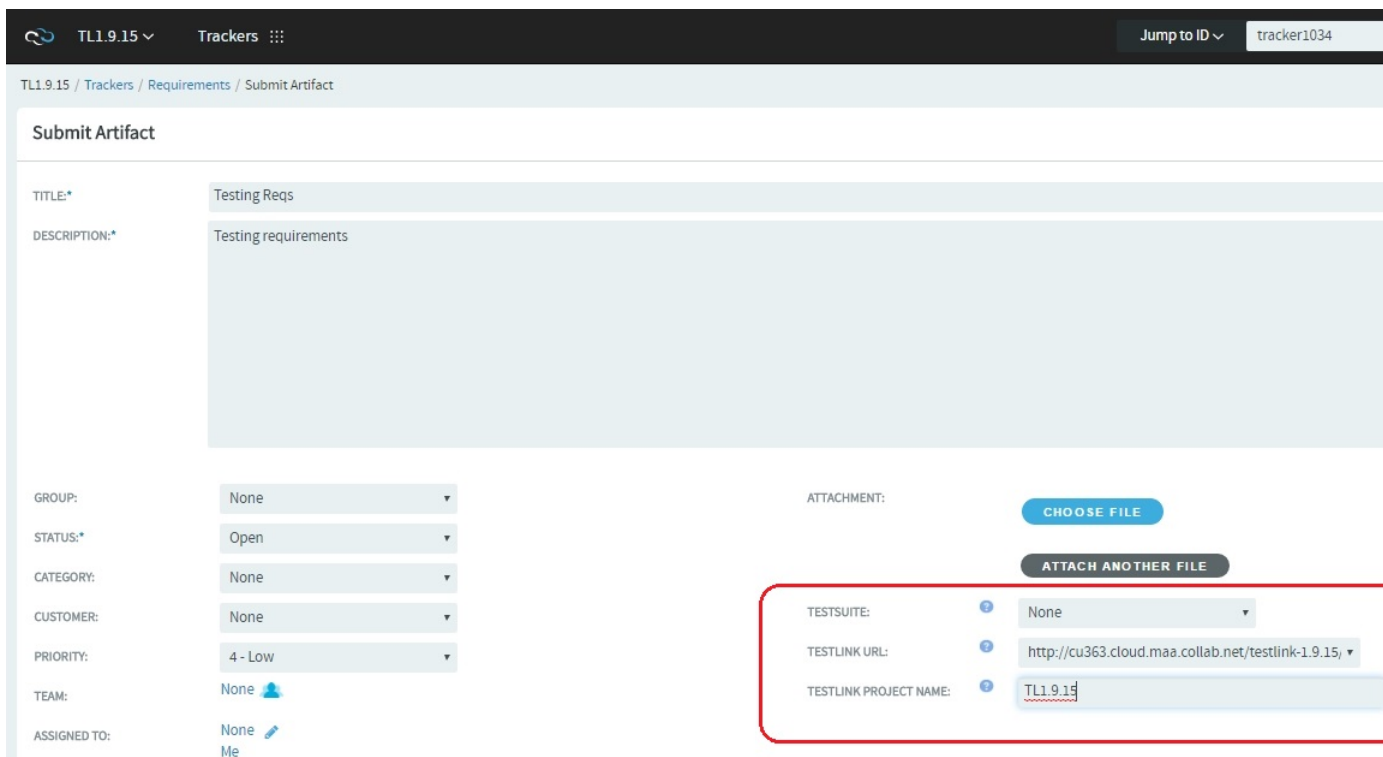 TL1.9.15 Trackers Jump to ID tracker1034
TL1.9.15 / Trackers / Requirements / Submit Artifact
Submit Artifact
TITLE:* Testing Reqs
DESCRIPTION:* Testing requirements
GROUP: None
STATUS:* Open
CATEGORY: None
CUSTOMER: None
PRIORITY: 4 - Low
TEAM: None
ASSIGNED TO: None
Me
ATTACHMENT: CHOOSE FILE
ATTACH ANOTHER FILE
TESTSUITE: ? None
TESTLINK URL: ? http://cu363.cloud.maa.collab.net/testlink-1.9.15/
TESTLINK PROJECT NAME: ? TL1.9.15